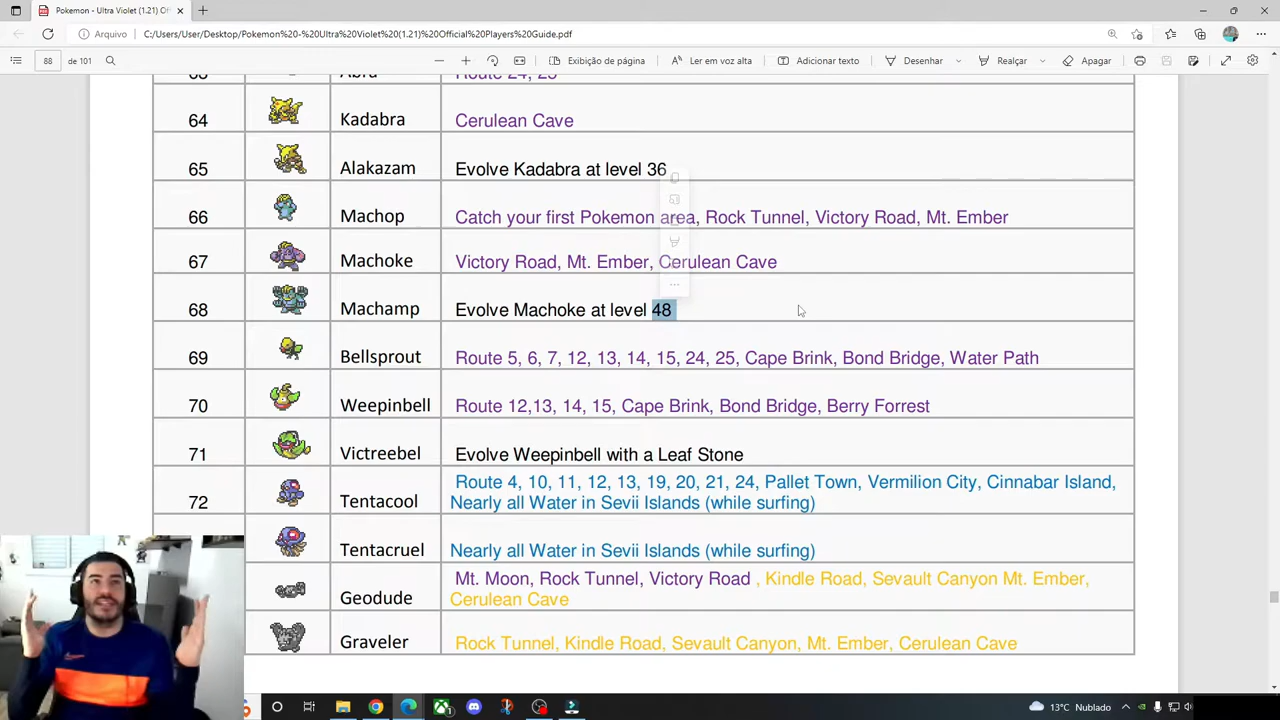 Pokemon - Ultra Violet (1.21) Of
Arquivo
C:/Users/User/Desktop/Pokemon%20-%20Ultra%20Violet%20(1.21)%20Official%20Players%20Guide.pdf
88 de 101
Exibição de página
Ler em voz alta
Adicionar texto
Desenhar
Realçar
Apagar
Abra Route 24, 25
64 Kadabra Cerulean Cave
65 Alakazam Evolve Kadabra at level 36
66 Machop Catch your first Pokemon area, Rock Tunnel, Victory Road, Mt. Ember
67 Machoke Victory Road, Mt. Ember, Cerulean Cave
68 Machamp Evolve Machoke at level 48
69 Bellsprout Route 5, 6, 7, 12, 13, 14, 15, 24, 25, Cape Brink, Bond Bridge, Water Path
70 Weepinbell Route 12,13, 14, 15, Cape Brink, Bond Bridge, Berry Forrest
71 Victreebel Evolve Weepinbell with a Leaf Stone
72 Tentacool Route 4, 10, 11, 12, 13, 19, 20, 21, 24, Pallet Town, Vermilion City, Cinnabar Island,
Nearly all Water in Sevii Islands (while surfing)
Tentacruel Nearly all Water in Sevii Islands (while surfing)
Geodude Mt. Moon, Rock Tunnel, Victory Road , Kindle Road, Sevault Canyon Mt. Ember,
Cerulean Cave
Graveler Rock Tunnel, Kindle Road, Sevault Canyon, Mt. Ember, Cerulean Cave
13°C Nublado